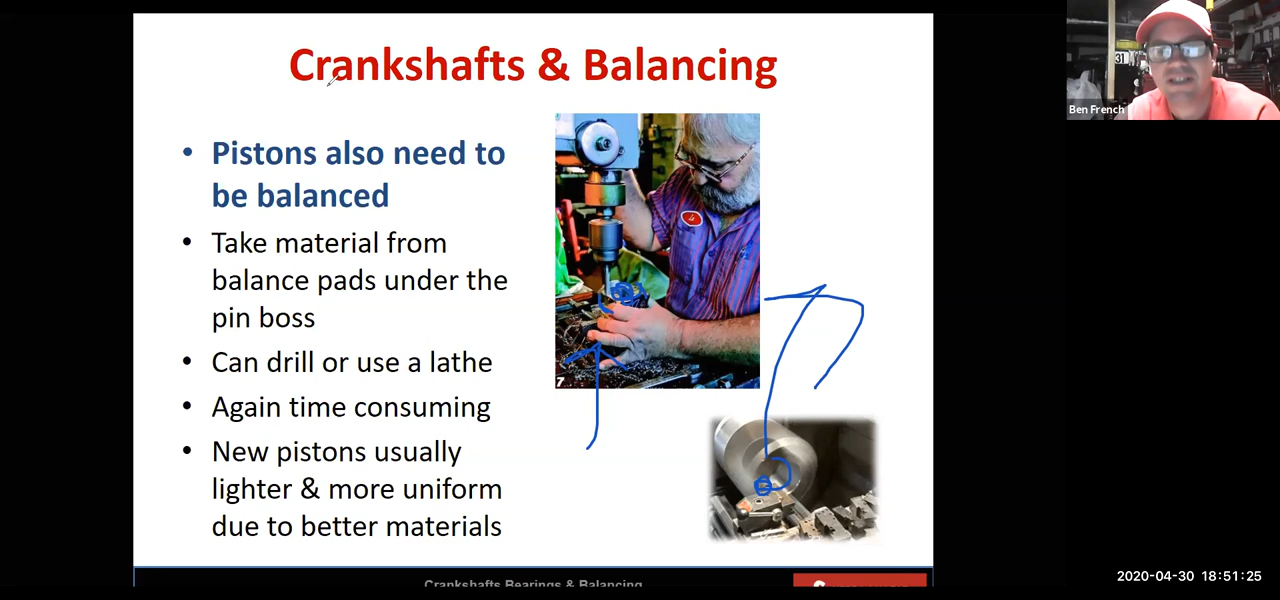 Crankshafts & Balancing
• Pistons also need to
be balanced
• Take material from
balance pads under the
pin boss
• Can drill or use a lathe
• Again time consuming
• New pistons usually
lighter & more uniform
due to better materials
7
Ben French
31
Crankshafts Bearings & Balancing
2020-04-30 18:51:25